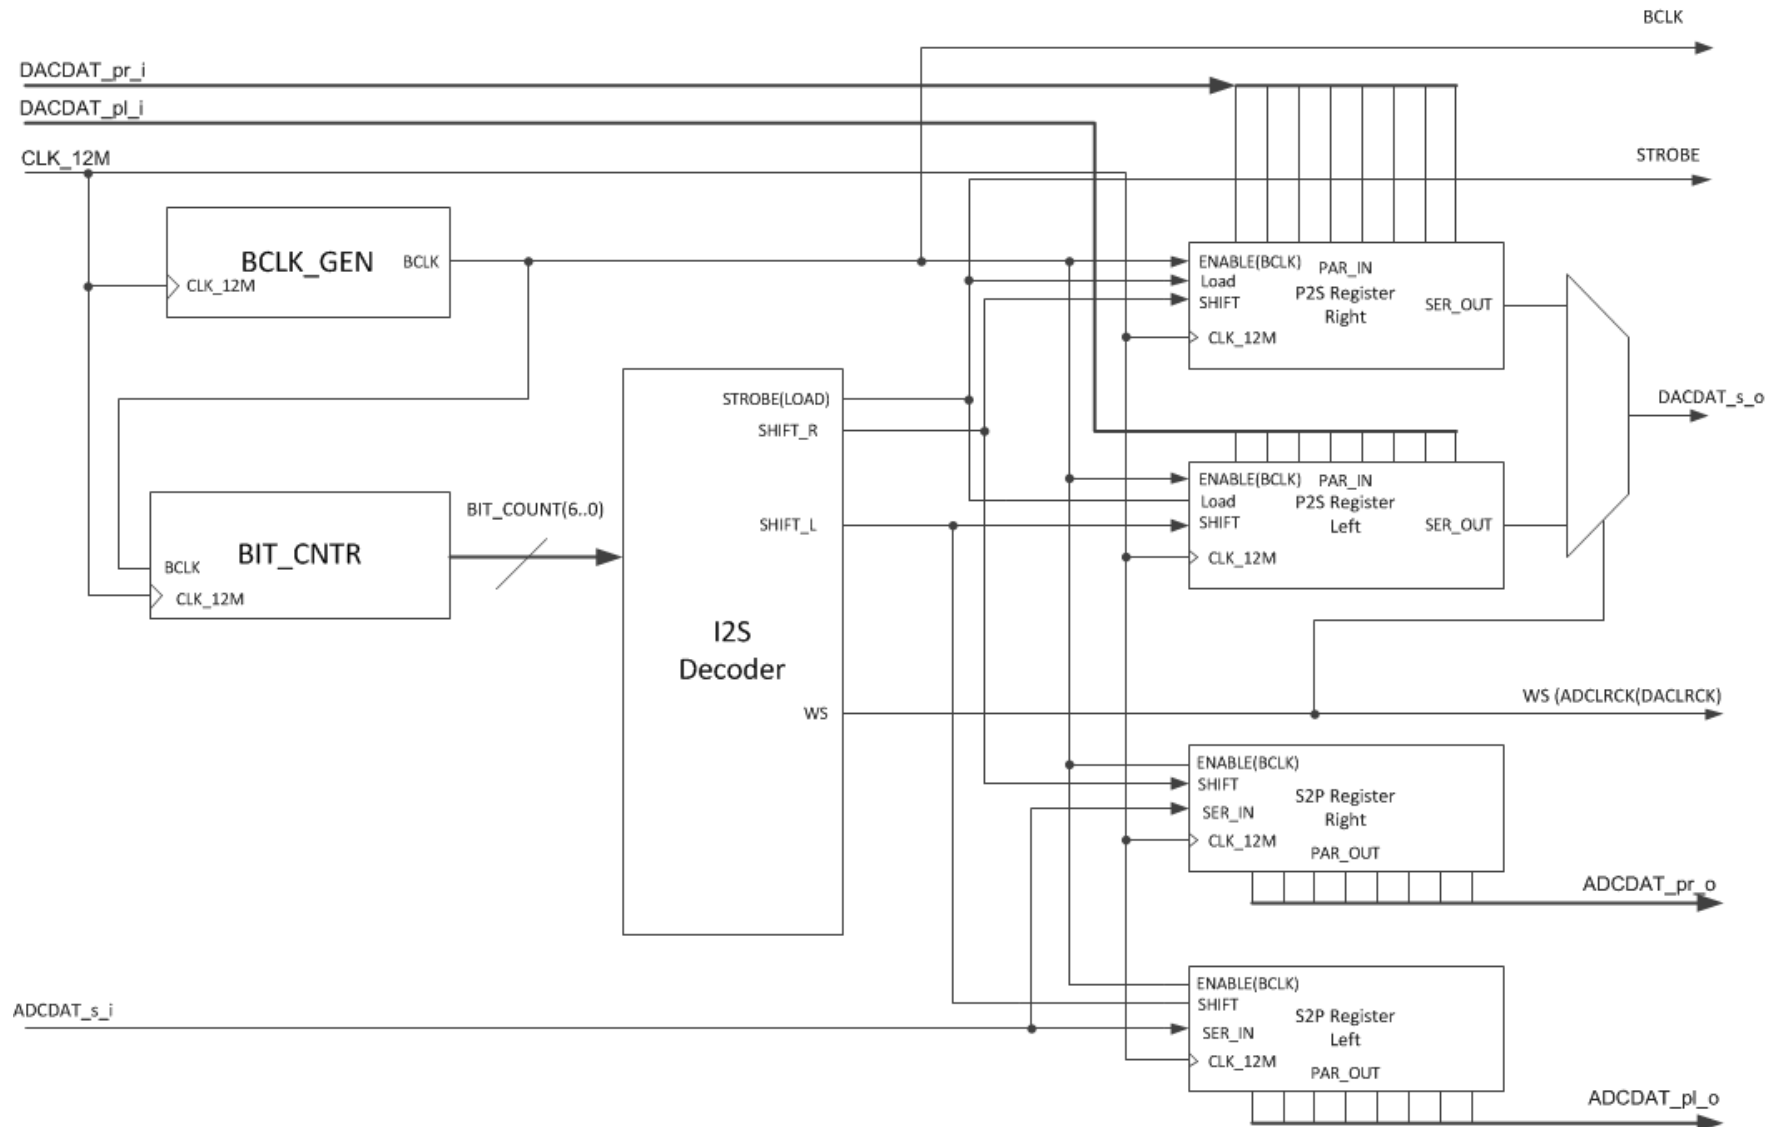 BCLK
DACDAT_pr_i
DACDAT_pl_i
CLK_12M
STROBE
BCLK_GEN
BCLK
CLK_12M
ENABLE(BCLK)
PAR_IN
Load
P2S Register
SHIFT
Right
SER_OUT
CLK_12M
STROBE(LOAD)
SHIFT_R
DACDAT_s_o
BIT_COUNT(6..0)
SHIFT_L
ENABLE(BCLK)
PAR_IN
Load
P2S Register
SHIFT
Left
SER_OUT
CLK_12M
BIT_CNTR
BCLK
CLK_12M
I2S
Decoder
WS
WS (ADCLRCK(DACLRCK)
ENABLE(BCLK)
SHIFT
S2P Register
SER_IN
Right
CLK_12M
PAR_OUT
ADCDAT_pr_o
ADCDAT_s_i
ENABLE(BCLK)
SHIFT
S2P Register
SER_IN
Left
CLK_12M
PAR_OUT
ADCDAT_pl_o